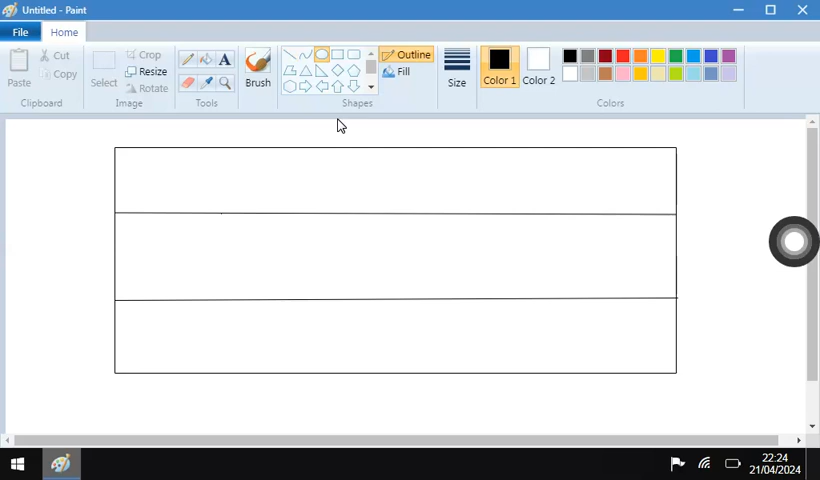 Untitled - Paint
File Home
Paste Cut Copy Clipboard
Select Crop Resize Rotate Image
A Tools
Brush
Shapes
Outline
Fill
Size
Color 1
Color 2
Colors
22:24
21/04/2024